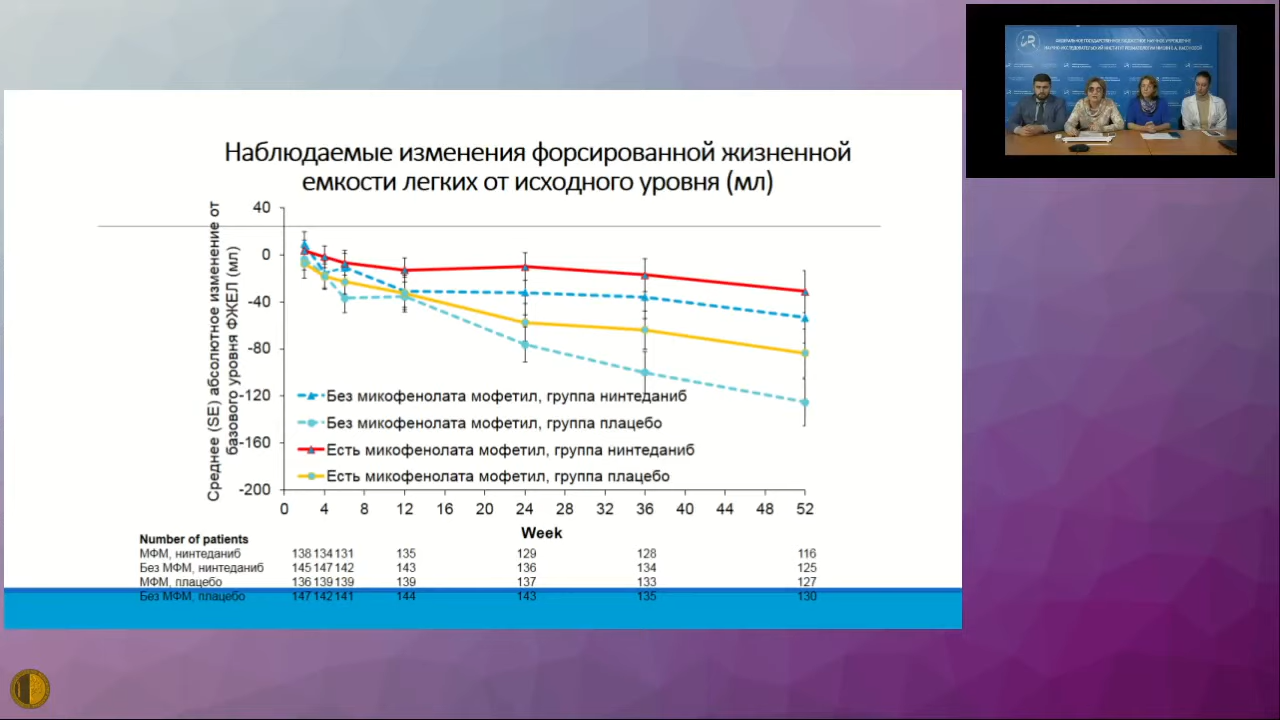 ФЕДЕРАЛЬНОЕ ГОСУДАРСТВЕННОЕ БЮДЖЕТНОЕ НАУЧНОЕ УЧРЕЖДЕНИЕ
Наблюдаемые изменения форсированной жизненной
емкости легких от исходного уровня (мл)
Среднее (SE) абсолютное изменение от
базового уровня ФЖЕЛ (мл)
40
0
-40
-80
-120
-160
-200
Без микофенолата мофетил, группа нинтеданиб
Без микофенолата мофетил, группа плацебо
Есть микофенолата мофетил, группа нинтеданиб
Есть микофенолата мофетил, группа плацебо
0 4 8 12 16 20 24 28 32 36 40 44 48 52
Week
Number of patients
МФМ, нинтеданиб 138 134 131 135 129 128 116
Без МФМ, нинтеданиб 145 147 142 143 136 134 125
МФМ, плацебо 136 139 139 139 137 133 127
Без МФМ, плацебо 147 142 141 144 143 135 130